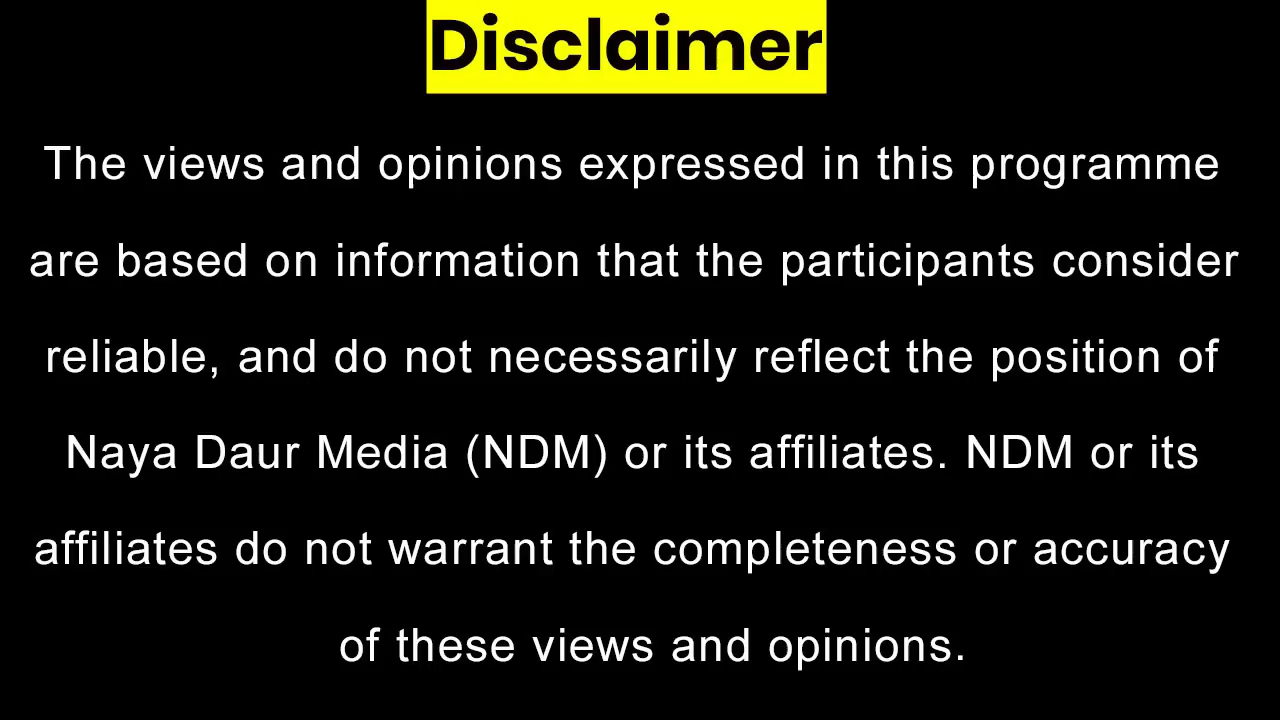 Disclaimer
The views and opinions expressed in this programme
are based on information that the participants consider
reliable, and do not necessarily reflect the position of
Naya Daur Media (NDM) or its affiliates. NDM or its
affiliates do not warrant the completeness or accuracy
of these views and opinions.